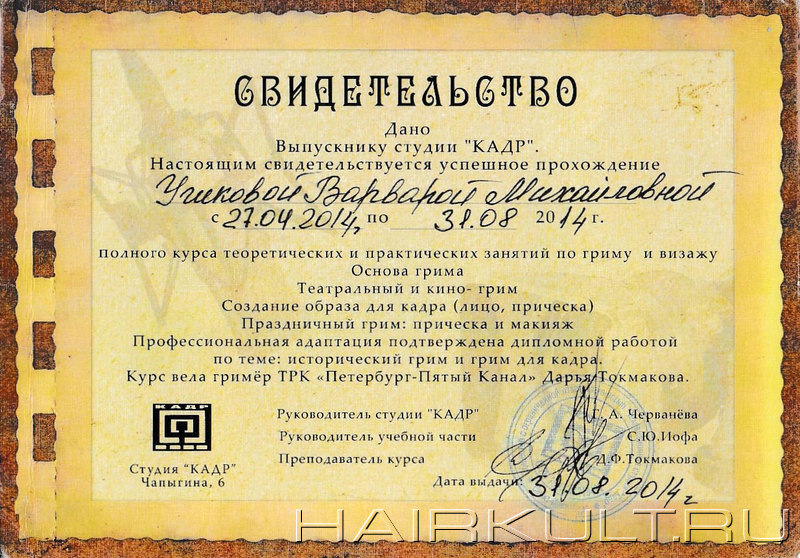 СВИДЕТЕЛЬСТВО
Дано
Выпускнику студии "КАДР".
Настоящим свидетельствуется успешное прохождение
Варварой Михайловной
с 27.04.2014, по 31.08 2014 г.
полного курса теоретических и практических занятий по гриму и визажу
Основа грима
Театральный и кино- грим
Создание образа для кадра (лицо, прическа)
Праздничный грим: прическа и макияж
Профессиональная адаптация подтверждена дипломной работой
по теме: исторический грим и грим для кадра.
Курс вела гримёр ТРК «Петербург-Пятый Канал» Дарья Токмакова.
КАДР
Студия "КАДР"
Чапыгина, 6
Руководитель студии "КАДР" А. Черванёва
Руководитель учебной части С.Ю.Иофа
Преподаватель курса Д.Ф.Токмакова
Дата выдачи: 31.08.2014г
HAIRKULT.RU